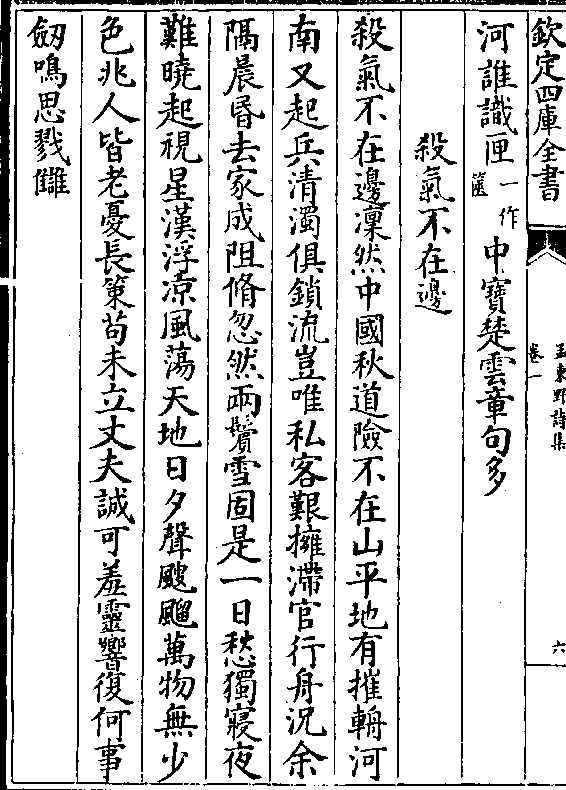 欽定四庫全書
孟東野詩集
卷一
六
河誰識匣一作篋中寶楚雲章句多
殺氣不在邊
殺氣不在邊凜然中國秋道險不在山平地有摧輈河
南又起兵清濁俱鎖流豈唯私客艱擁滯官行舟況余
隔晨昏去家成阻脩忽然兩鬢雪固是一日愁獨寢夜
難曉起視星漢浮凉風蕩天地日夕聲颼飀萬物無少
色兆人皆老憂長策苟未立丈夫誠可羞靈響復何事
劒鳴思戮讎